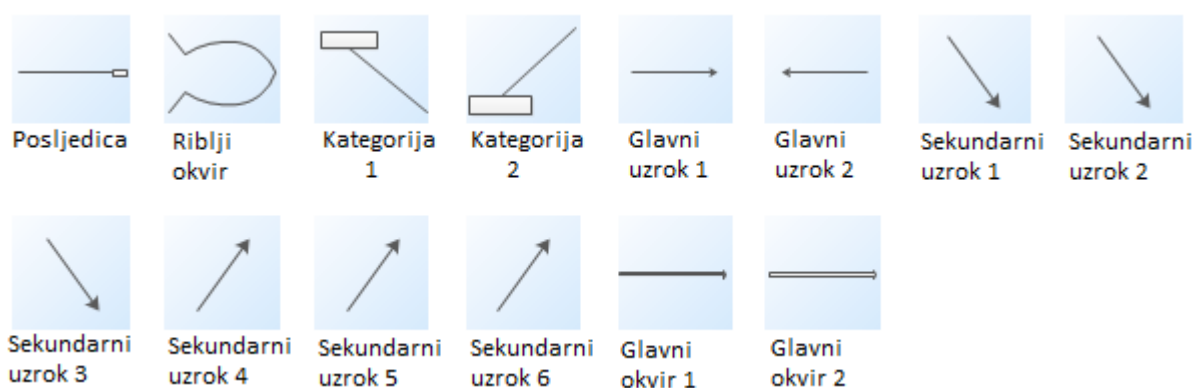 Posljedica
Riblji
okvir
Kategorija
1
Kategorija
2
Glavni
uzrok 1
Glavni
uzrok 2
Sekundarni
uzrok 1
Sekundarni
uzrok 2
Sekundarni
uzrok 3
Sekundarni
uzrok 4
Sekundarni
uzrok 5
Sekundarni
uzrok 6
Glavni
okvir 1
Glavni
okvir 2